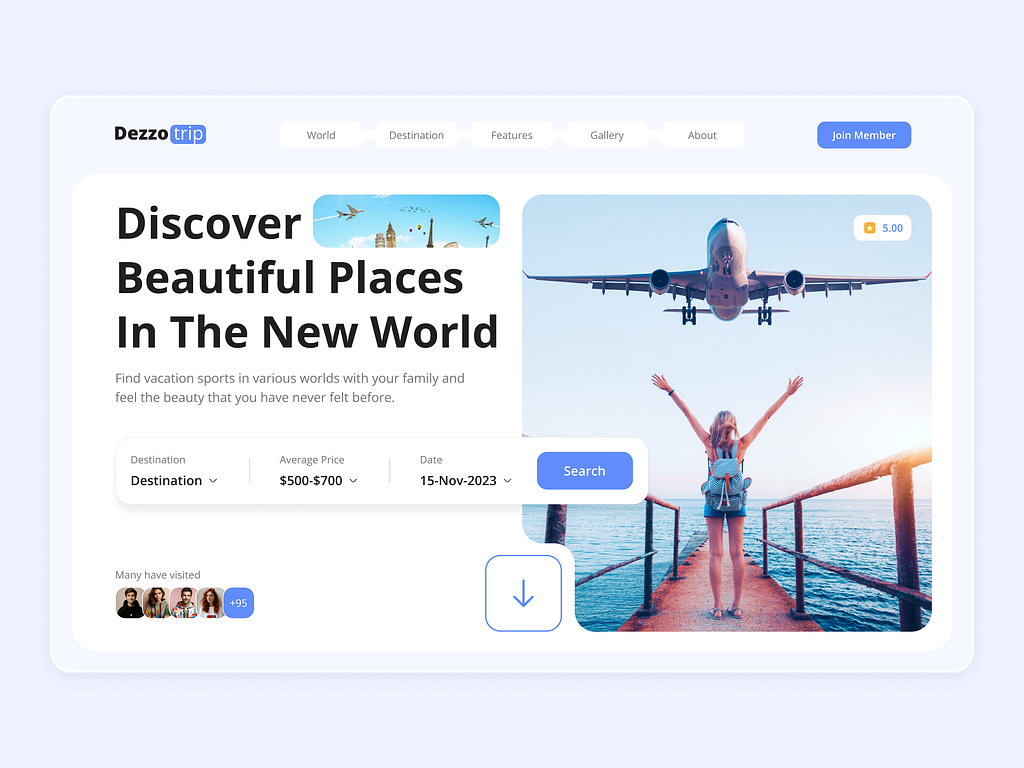 Dezzo trip
World
Destination
Features
Gallery
About
Join Member
Discover
Beautiful Places
In The New World
Find vacation sports in various worlds with your family and
feel the beauty that you have never felt before.
5.00
Destination
Destination
Average Price
$500-$700
Date
15-Nov-2023
Search
Many have visited
+95